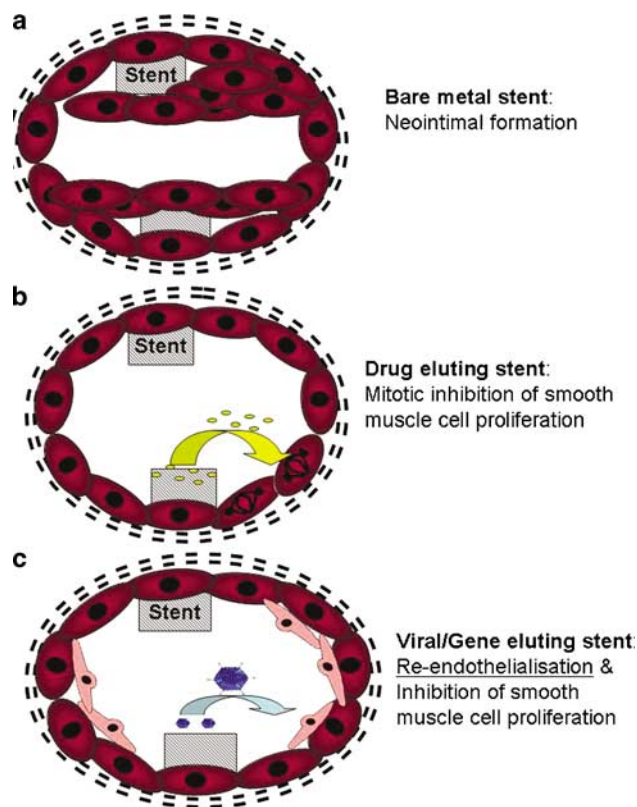 a
Stent
Bare metal stent:
Neointimal formation
b
Stent
Drug eluting stent:
Mitotic inhibition of smooth
muscle cell proliferation
c
Stent
Viral/Gene eluting stent:
Re-endothelialisation &
Inhibition of smooth
muscle cell proliferation